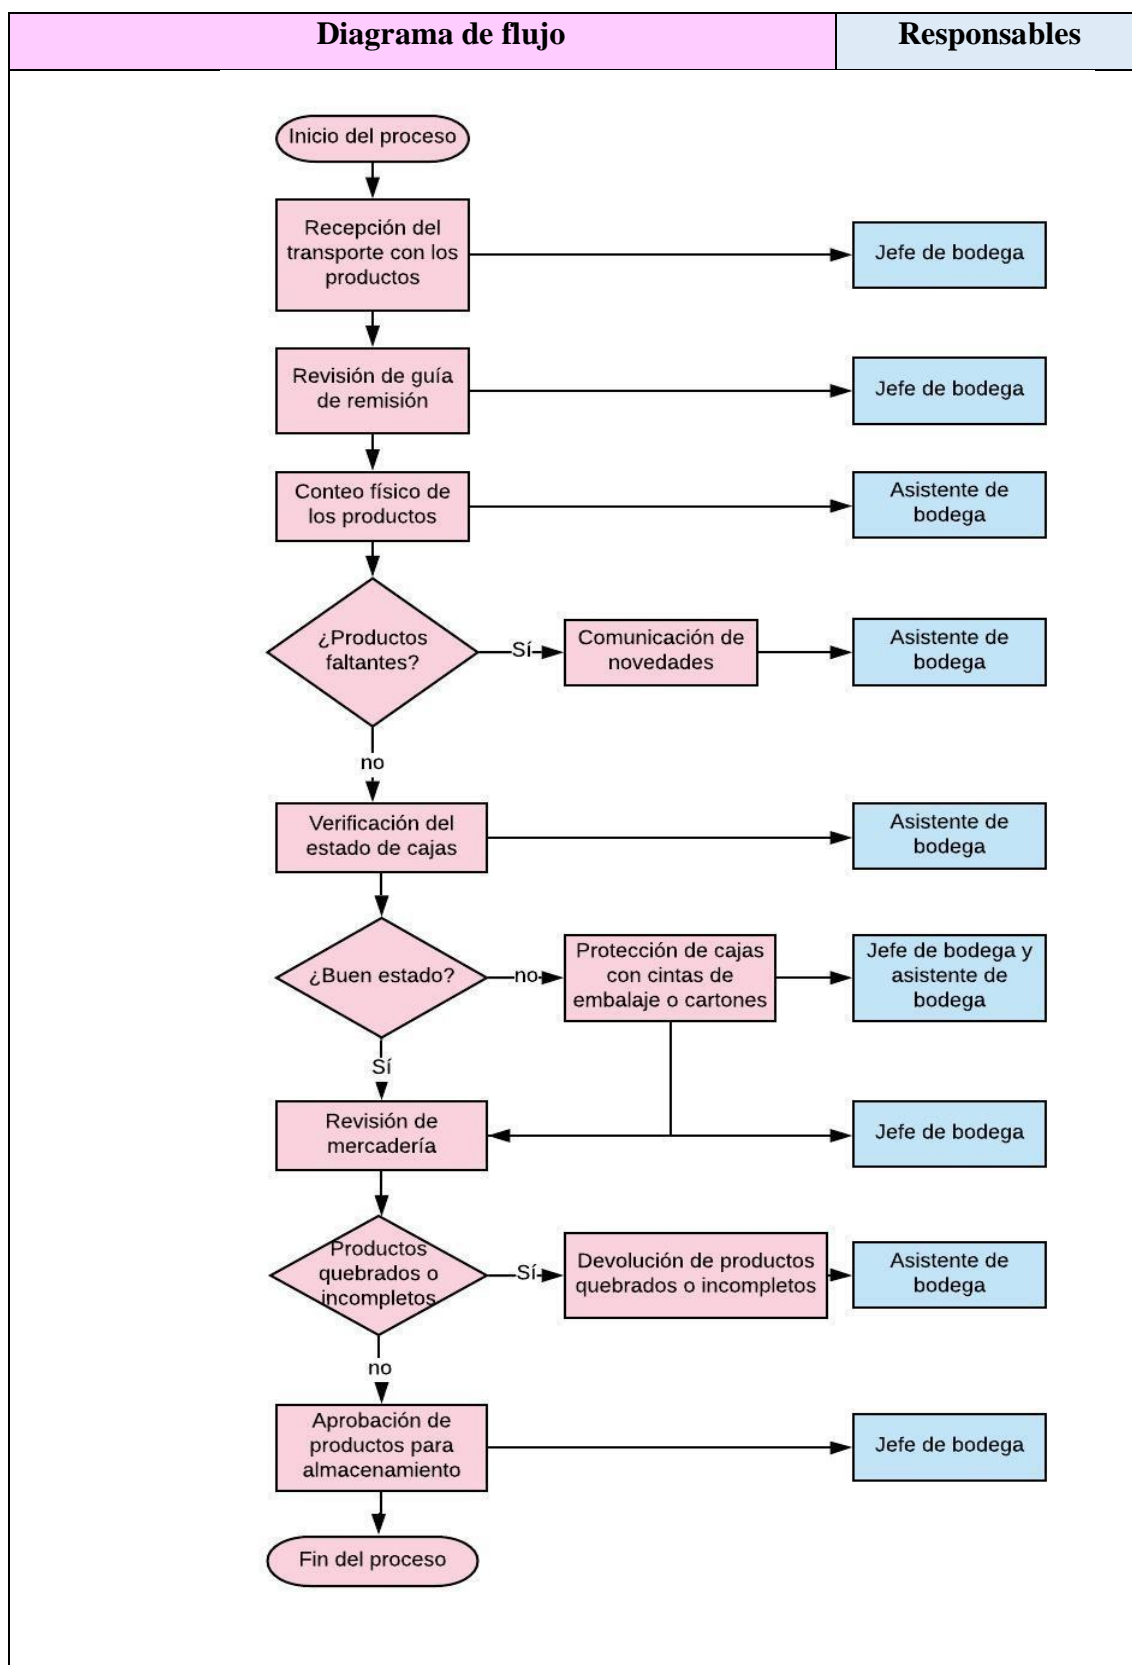 Diagrama de flujo
Responsables
Inicio del proceso
Recepción del
transporte con los
productos
Jefe de bodega
Revisión de guía
de remisión
Jefe de bodega
Conteo físico de
los productos
Asistente de
bodega
¿Productos
faltantes?
Sí
Comunicación de
novedades
Asistente de
bodega
no
Verificación del
estado de cajas
Asistente de
bodega
¿Buen estado?
no
Protección de cajas
con cintas de
embalaje o cartones
Jefe de bodega y
asistente de
bodega
Sí
Revisión de
mercadería
Jefe de bodega
Productos
quebrados o
incompletos
Sí
Devolución de productos
quebrados o incompletos
Asistente de
bodega
no
Aprobación de
productos para
almacenamiento
Jefe de bodega
Fin del proceso